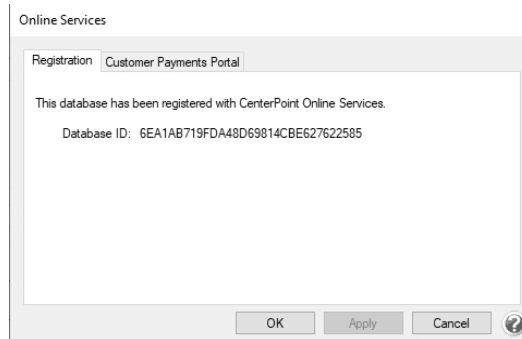 Online Services
Registration Customer Payments Portal
This database has been registered with CenterPoint Online Services.
Database ID: 6EA1AB719FDA48D69814CBE627622585
OK Apply Cancel ?